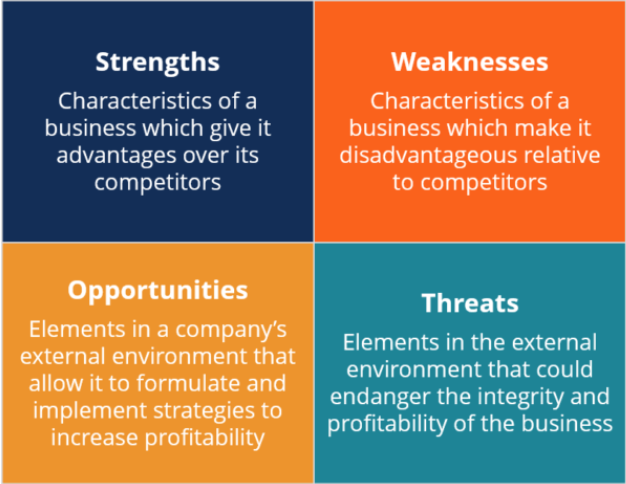 Strengths
Characteristics of a
business which give it
advantages over its
competitors
Weaknesses
Characteristics of a
business which make it
disadvantageous relative
to competitors
Opportunities
Elements in a company’s
external environment that
allow it to formulate and
implement strategies to
increase profitability
Threats
Elements in the external
environment that could
endanger the integrity and
profitability of the business